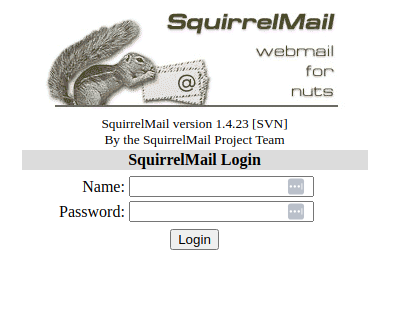 SquirrelMail
webmail
for
nuts
@
SquirrelMail version 1.4.23 [SVN]
By the SquirrelMail Project Team
SquirrelMail Login
Name:
Password:
Login